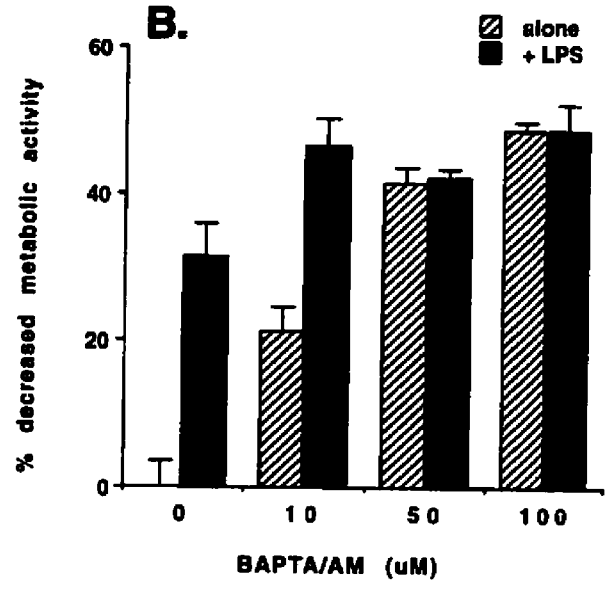 B.
alone
+ LPS
% decreased metabolic activity
60
40
20
0
0 10 50 100
BAPTA/AM (uM)